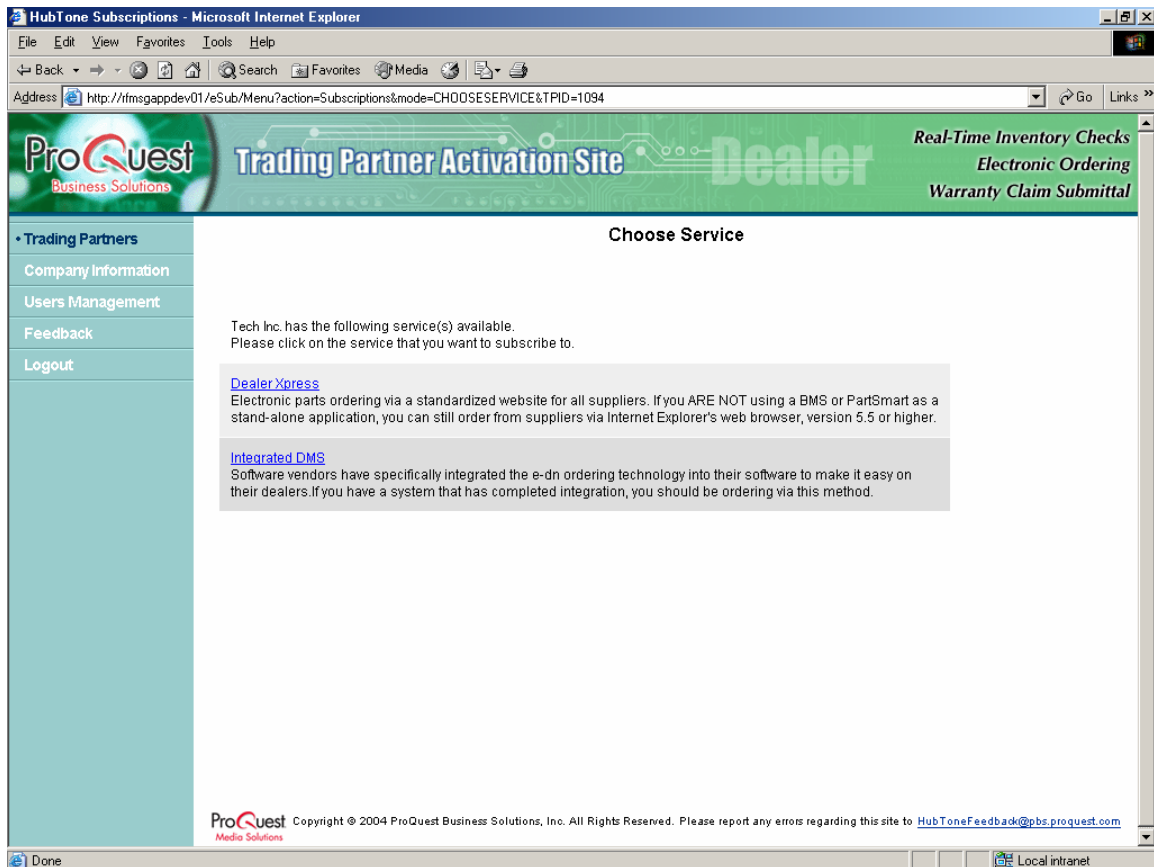 HubTone Subscriptions - Microsoft Internet Explorer
File Edit View Favorites Tools Help
Back Search Favorites Media
Address http://rfmsgappdev01/eSub/Menu?action=Subscriptions&mode=CHOOSESERVICE&TPID=1094 Go Links »
ProQuest
Business Solutions
Trading Partner Activation Site
Dealer
Real-Time Inventory Checks
Electronic Ordering
Warranty Claim Submittal
• Trading Partners
Company Information
Users Management
Feedback
Logout
Choose Service
Tech Inc. has the following service(s) available.
Please click on the service that you want to subscribe to.
Dealer Xpress
Electronic parts ordering via a standardized website for all suppliers. If you ARE NOT using a BMS or PartSmart as a
stand-alone application, you can still order from suppliers via Internet Explorer's web browser, version 5.5 or higher.
Integrated DMS
Software vendors have specifically integrated the e-dn ordering technology into their software to make it easy on
their dealers.If you have a system that has completed integration, you should be ordering via this method.
ProQuest
Media Solutions
Copyright © 2004 ProQuest Business Solutions, Inc. All Rights Reserved. Please report any errors regarding this site to HubToneFeedback@pbs.proquest.com
Done Local intranet